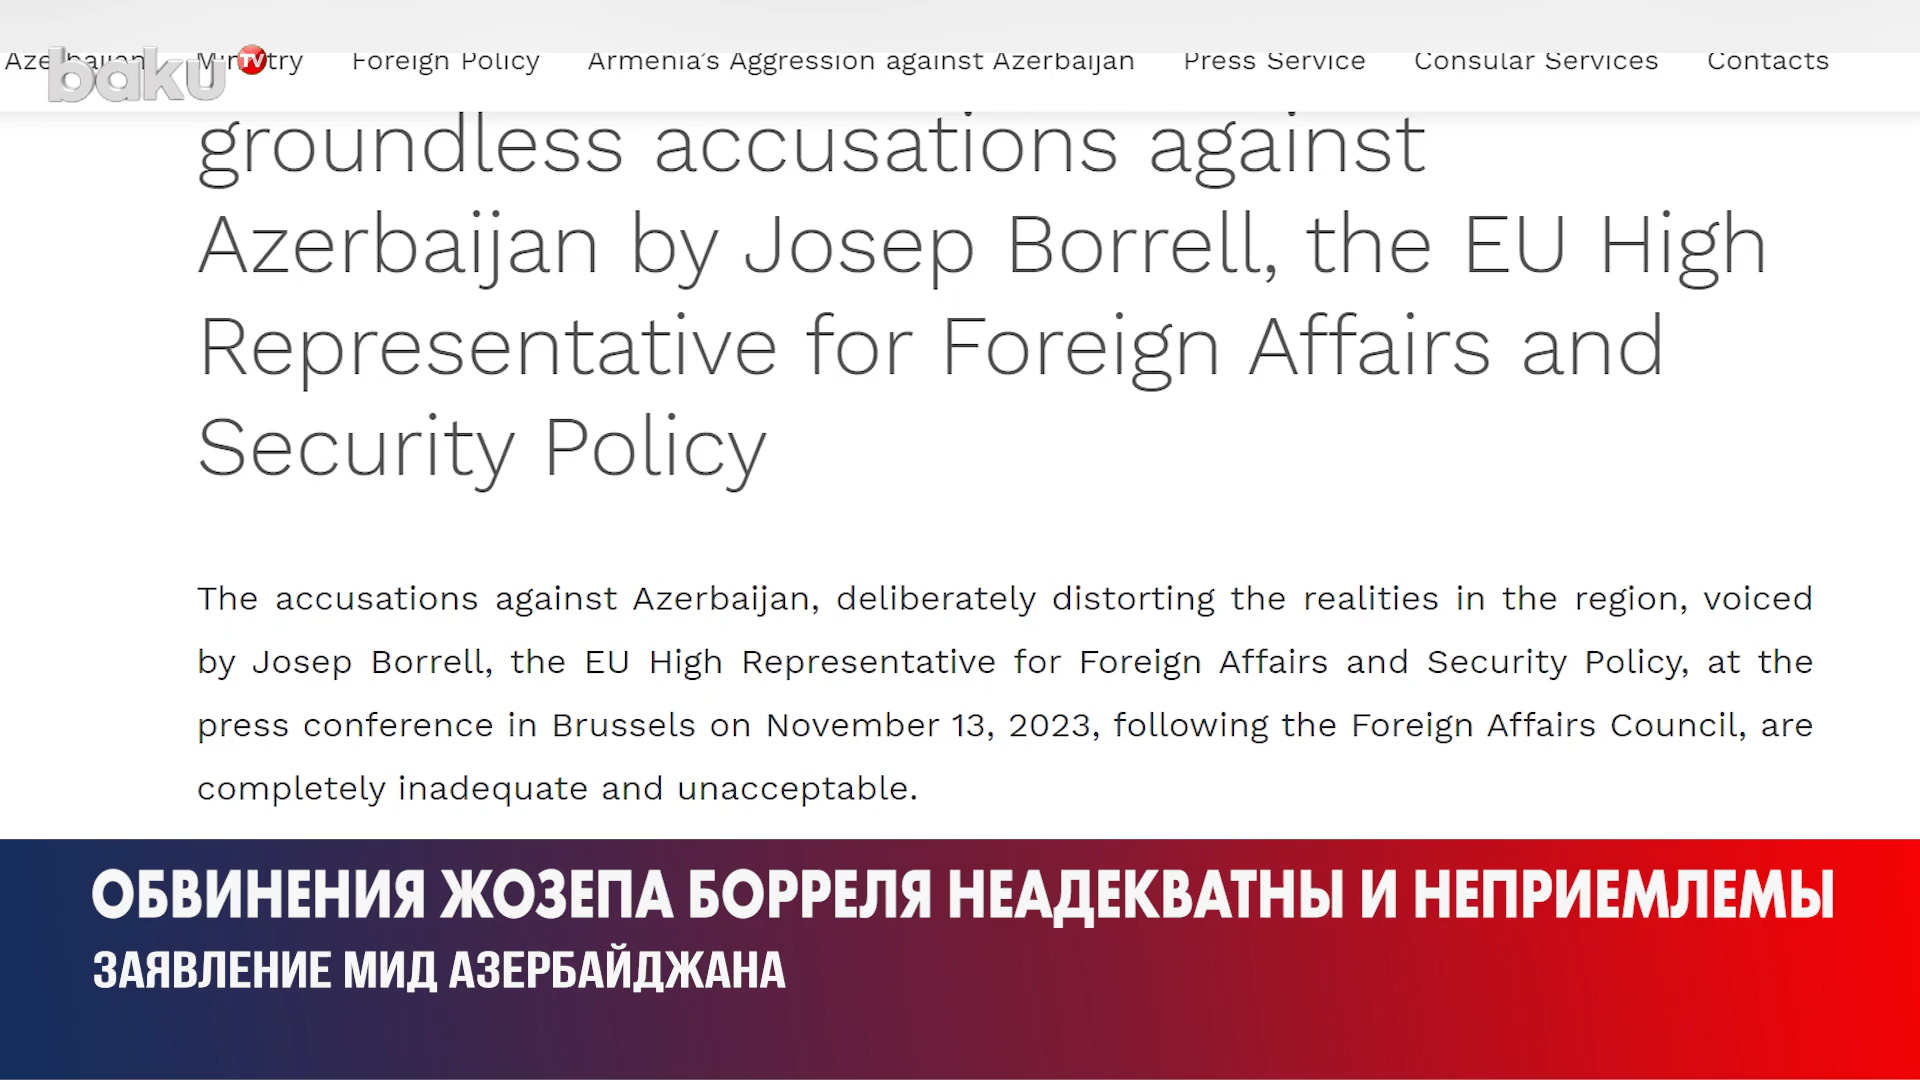 Azerbaijan Ministry Foreign Policy Armenia’s Aggression against Azerbaijan Press Service Consular Services Contacts
baku TV
groundless accusations against
Azerbaijan by Josep Borrell, the EU High
Representative for Foreign Affairs and
Security Policy
The accusations against Azerbaijan, deliberately distorting the realities in the region, voiced
by Josep Borrell, the EU High Representative for Foreign Affairs and Security Policy, at the
press conference in Brussels on November 13, 2023, following the Foreign Affairs Council, are
completely inadequate and unacceptable.
ОБВИНЕНИЯ ЖОЗЕПА БОРРЕЛЯ НЕАДЕКВАТНЫ И НЕПРИЕМЛЕМЫ
ЗАЯВЛЕНИЕ МИД АЗЕРБАЙДЖАНА